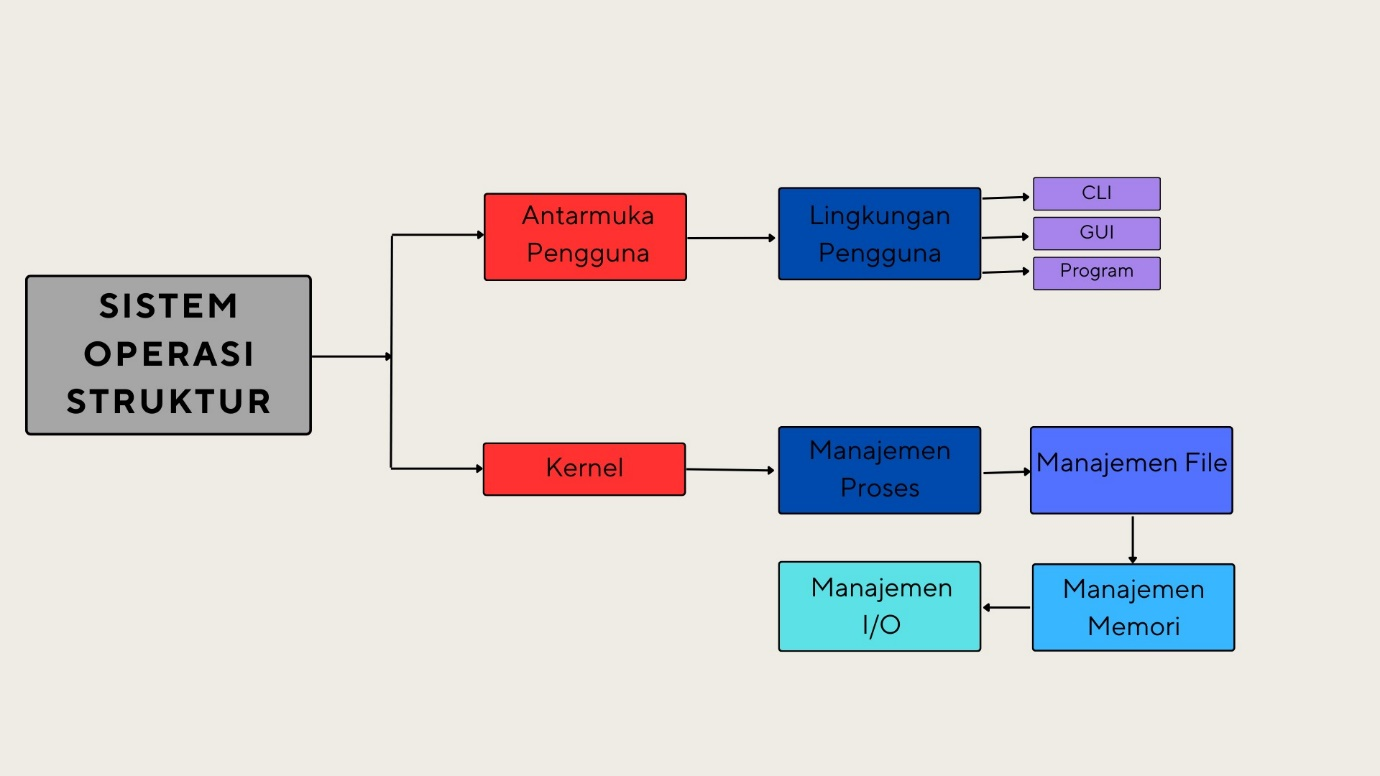 SISTEM
OPERASI
STRUKTUR
Antarmuka
Pengguna
Lingkungan
Pengguna
CLI
GUI
Program
Kernel
Manajemen
Proses
Manajemen File
Manajemen
Memori
Manajemen
I/O